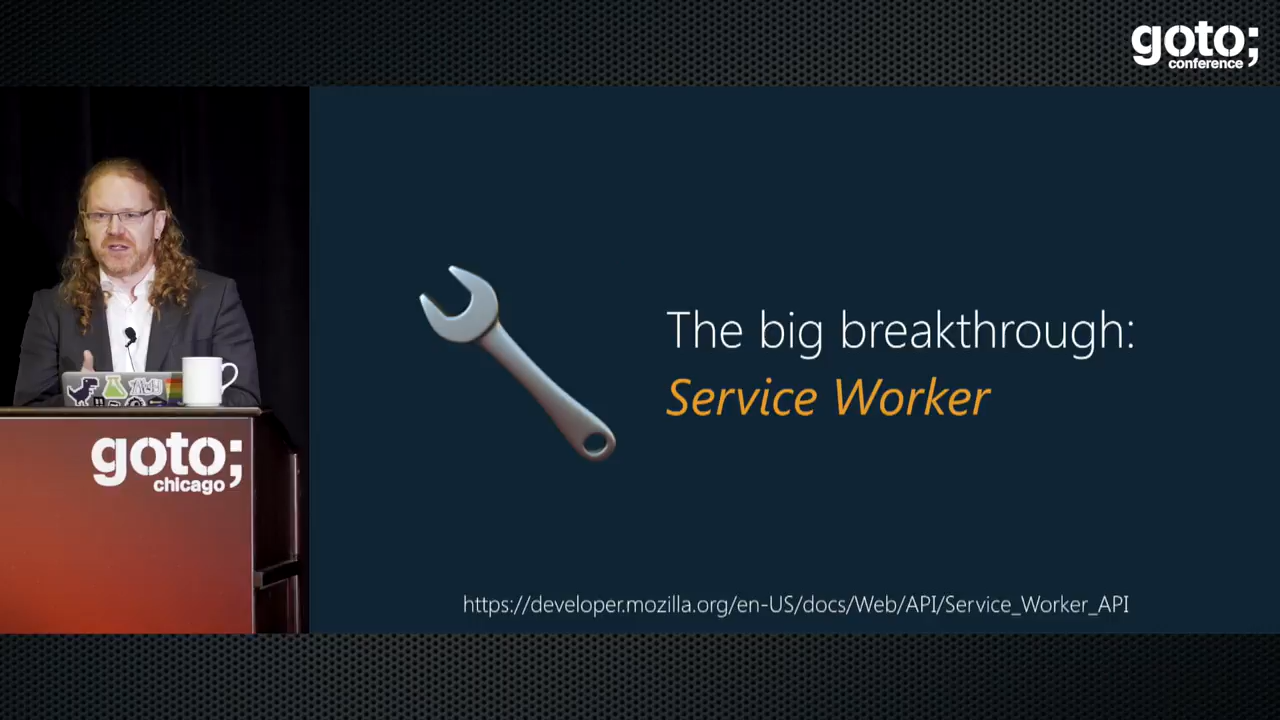 goto;
conference
The big breakthrough:
Service Worker
https://developer.mozilla.org/en-US/docs/Web/API/Service_Worker_API
goto;
chicago